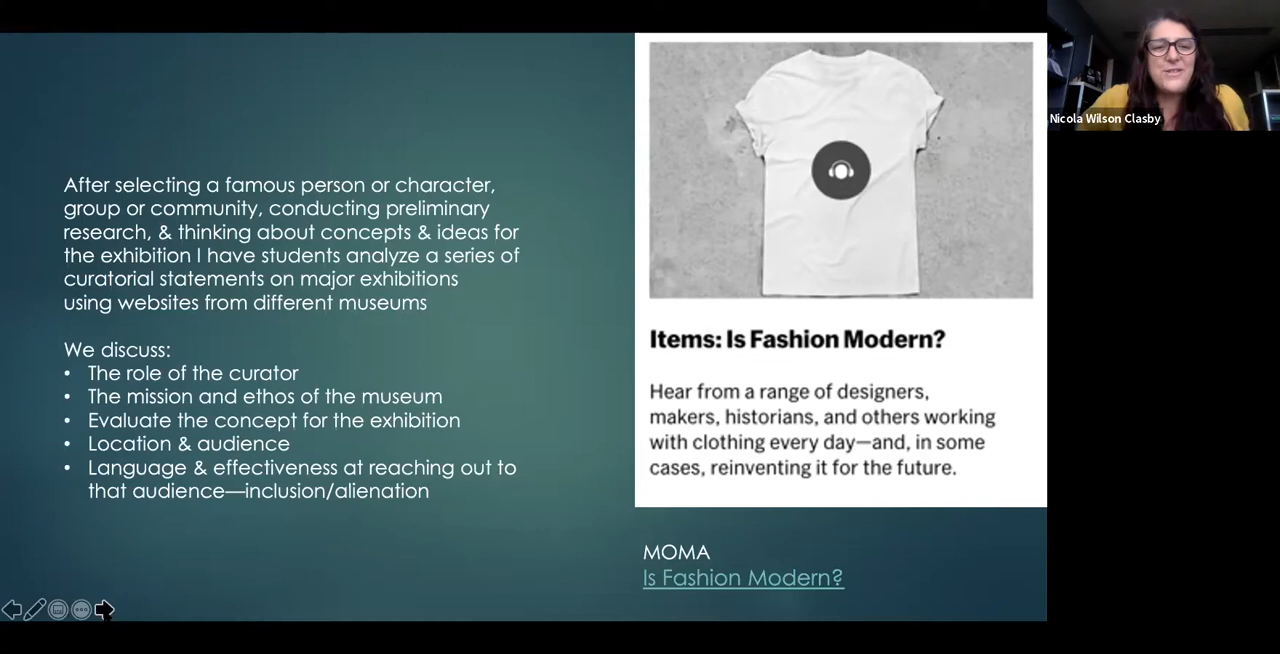 After selecting a famous person or character,
group or community, conducting preliminary
research, & thinking about concepts & ideas for
the exhibition I have students analyze a series of
curatorial statements on major exhibitions
using websites from different museums
We discuss:
• The role of the curator
• The mission and ethos of the museum
• Evaluate the concept for the exhibition
• Location & audience
• Language & effectiveness at reaching out to
that audience—inclusion/alienation
Items: Is Fashion Modern?
Hear from a range of designers,
makers, historians, and others working
with clothing every day—and, in some
cases, reinventing it for the future.
MOMA
Is Fashion Modern?
Nicola Wilson Clasby